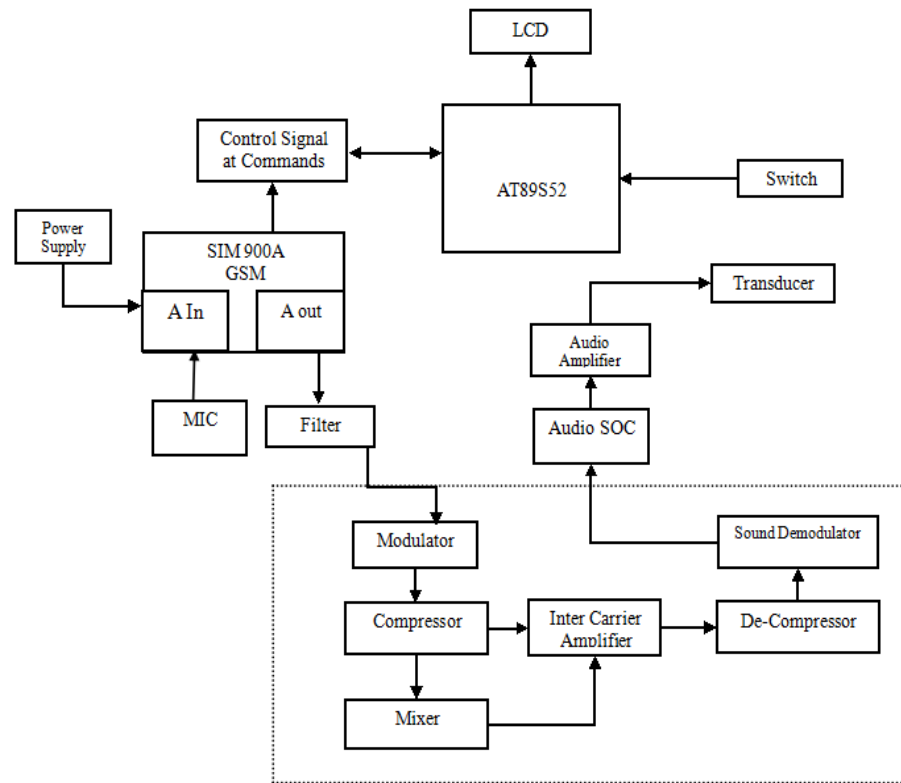 LCD
Control Signal
at Commands
AT89S52
Switch
Power
Supply
SIM 900A
GSM
A In
A out
Transducer
Audio
Amplifier
MIC
Filter
Audio SOC
Modulator
Sound Demodulator
Compressor
Inter Carrier
Amplifier
De-Compressor
Mixer